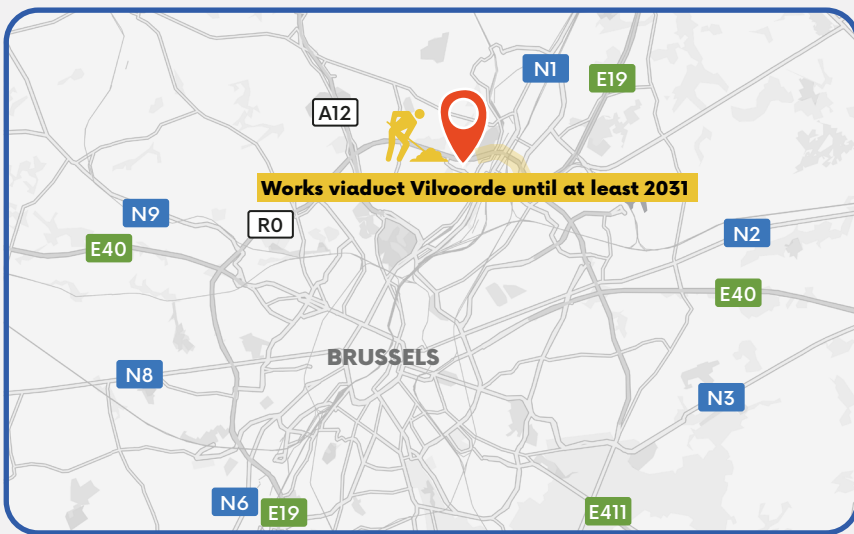 N1
E19
A12
Works viaduct Vilvoorde until at least 2031
N9
R0
N2
E40
E40
BRUSSELS
N8
N3
N6
E19
E411